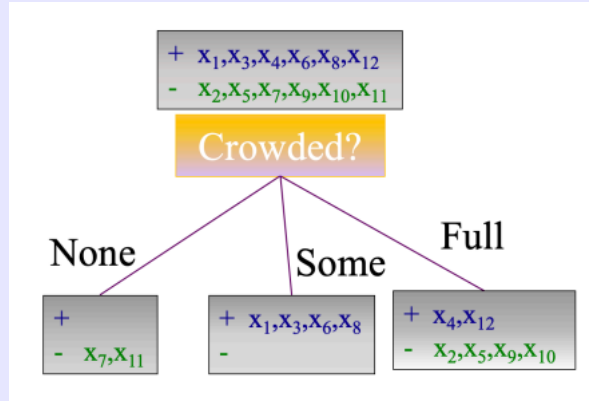 + x₁,x₃,x₄,x₆,x₈,x₁₂
- x₂,x₅,x₇,x₉,x₁₀,x₁₁
Crowded?
None
Some
Full
+
- x₇,x₁₁
+ x₁,x₃,x₆,x₈
-
+ x₄,x₁₂
- x₂,x₅,x₉,x₁₀